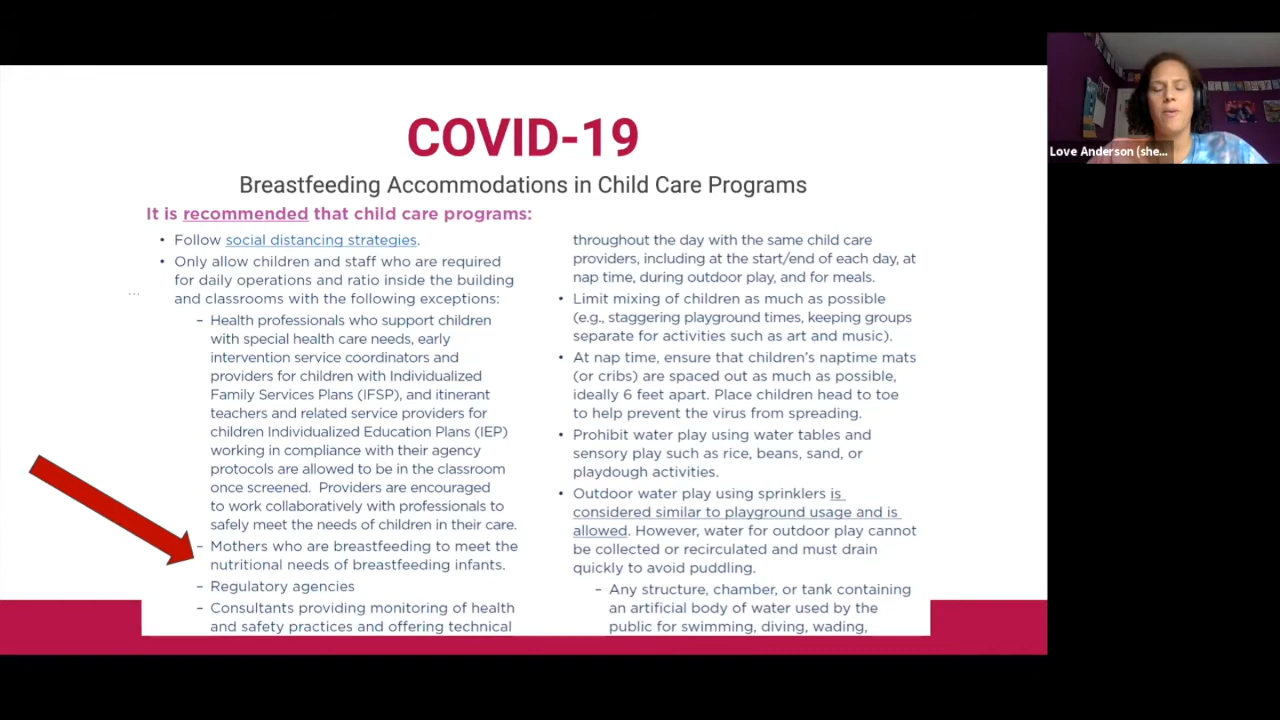 COVID-19
Breastfeeding Accommodations in Child Care Programs
It is recommended that child care programs:
• Follow social distancing strategies.
• Only allow children and staff who are required
for daily operations and ratio inside the building
and classrooms with the following exceptions:
– Health professionals who support children
with special health care needs, early
intervention service coordinators and
providers for children with Individualized
Family Services Plans (IFSP), and itinerant
teachers and related service providers for
children Individualized Education Plans (IEP)
working in compliance with their agency
protocols are allowed to be in the classroom
once screened. Providers are encouraged
to work collaboratively with professionals to
safely meet the needs of children in their care.
– Mothers who are breastfeeding to meet the
nutritional needs of breastfeeding infants.
– Regulatory agencies
– Consultants providing monitoring of health
and safety practices and offering technical
throughout the day with the same child care
providers, including at the start/end of each day, at
nap time, during outdoor play, and for meals.
• Limit mixing of children as much as possible
(e.g., staggering playground times, keeping groups
separate for activities such as art and music).
• At nap time, ensure that children's naptime mats
(or cribs) are spaced out as much as possible,
ideally 6 feet apart. Place children head to toe
to help prevent the virus from spreading.
• Prohibit water play using water tables and
sensory play such as rice, beans, sand, or
playdough activities.
• Outdoor water play using sprinklers is
considered similar to playground usage and is
allowed. However, water for outdoor play cannot
be collected or recirculated and must drain
quickly to avoid puddling.
– Any structure, chamber, or tank containing
an artificial body of water used by the
public for swimming, diving, wading,
...
Love Anderson (she...